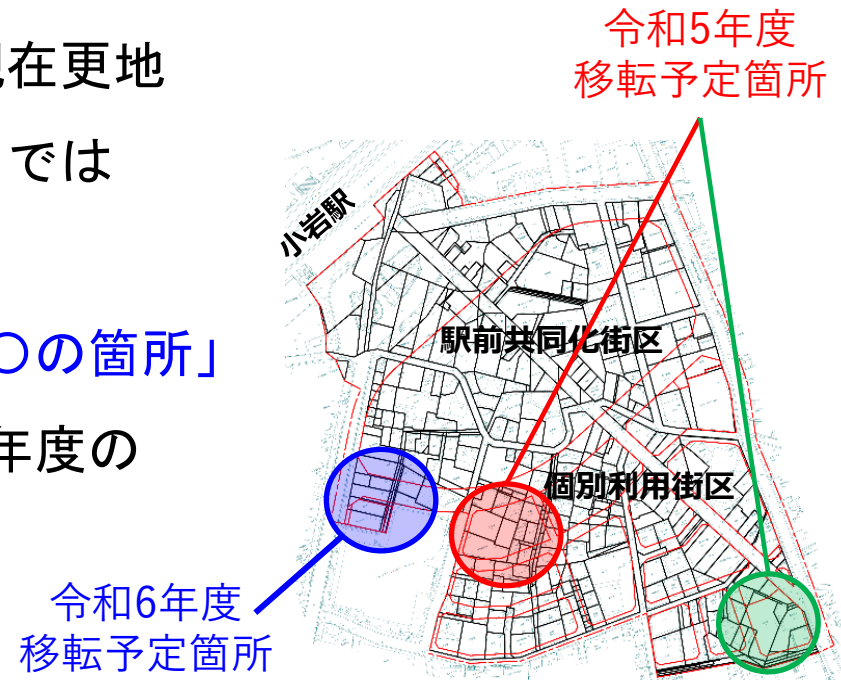 現在更地
では
〇の箇所」
年度の
令和5年度
移転予定箇所
小岩駅
駅前共同化街区
個別利用街区
令和6年度
移転予定箇所